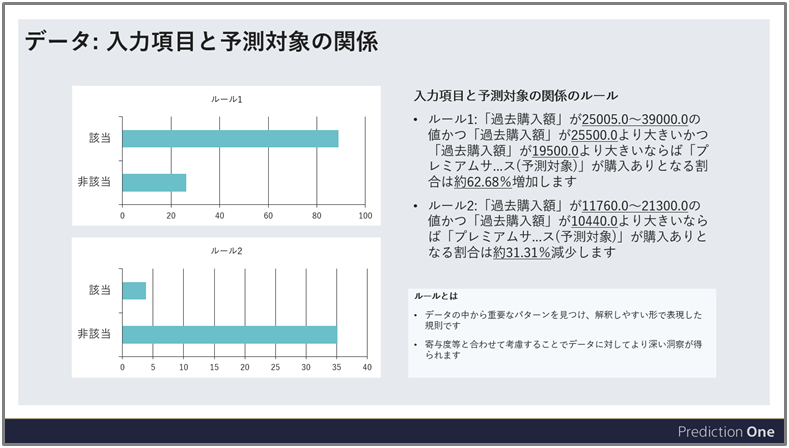 データ: 入力項目と予測対象の関係
ルール1
該当
非該当
0 20 40 60 80 100
ルール2
該当
非該当
0 5 10 15 20 25 30 35 40
入力項目と予測対象の関係のルール
• ルール1:「過去購入額」が25005.0～39000.0の
値かつ「過去購入額」が25500.0より大きいかつ
「過去購入額」が19500.0より大きいならば「プ
レミアムサ...ス(予測対象)」が購入ありとなる割
合は約62.68%増加します
• ルール2:「過去購入額」が11760.0～21300.0の
値かつ「過去購入額」が10440.0より大きいなら
ば「プレミアムサ...ス(予測対象)」が購入ありと
なる割合は約31.31%減少します
ルールとは
• データの中から重要なパターンを見つけ、解釈しやすい形で表現した
規則です
• 寄与度等と合わせて考慮することでデータに対してより深い洞察が得
られます
Prediction One